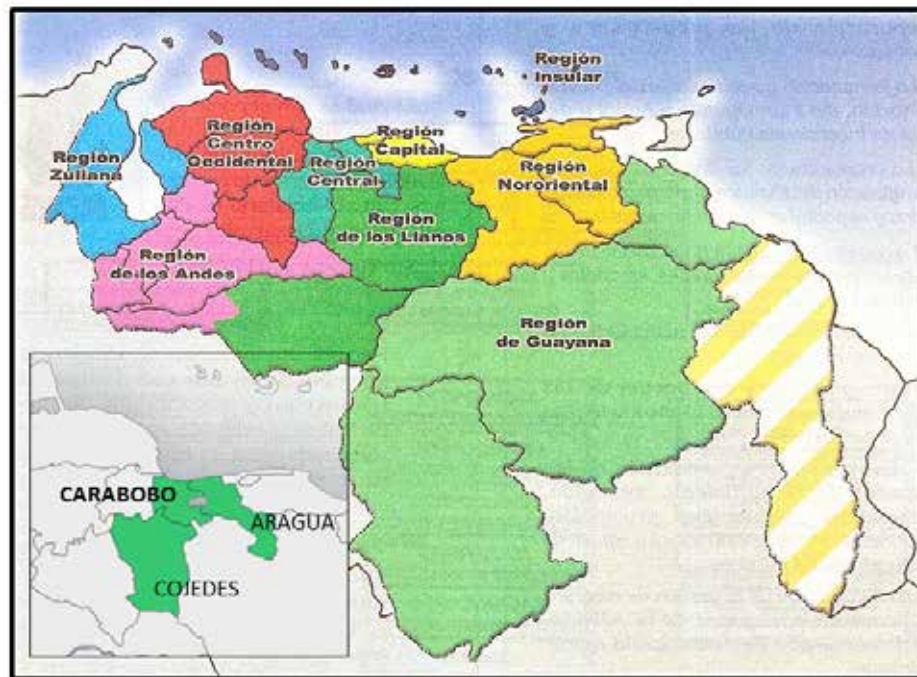 Región
Insular
Región
Capital
Región
Centro
Occidental
Región
Zuliana
Región
Central
Región
Nororiental
Región
de los Llanos
Región
de los Andes
Región
de Guayana
CARABOBO
ARAGUA
COJEDES